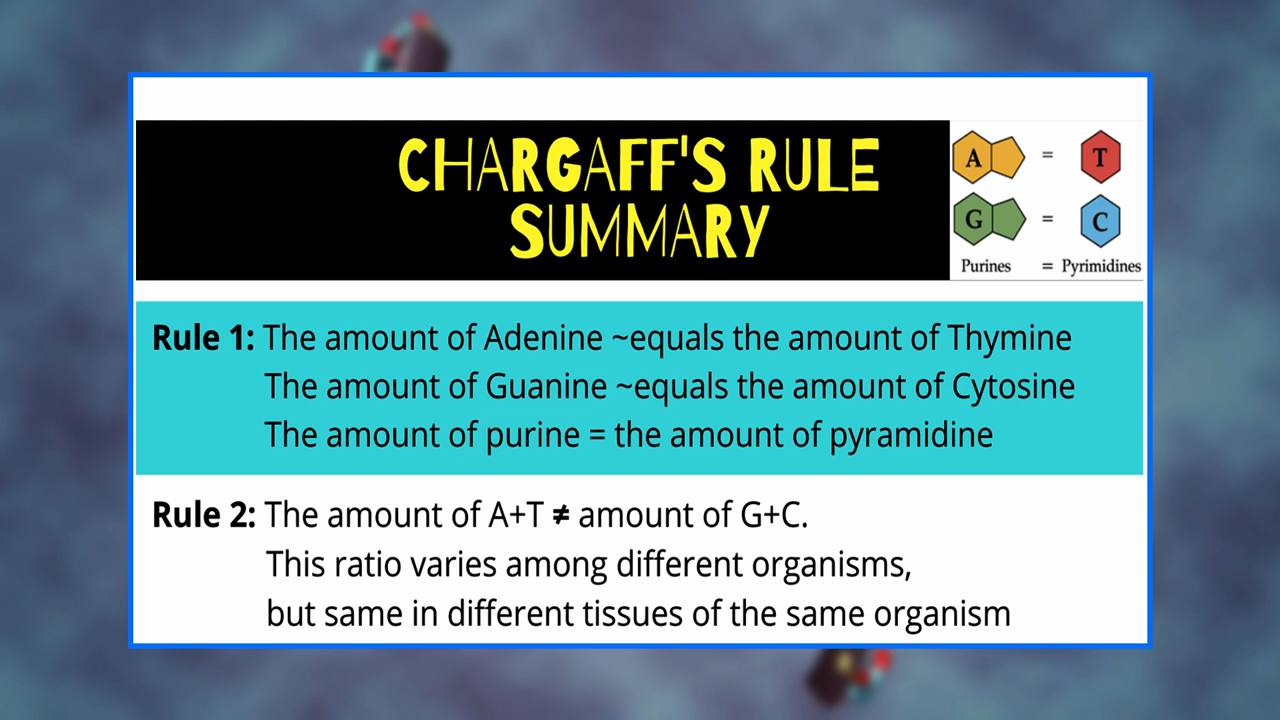 CHARGAFF'S RULE
SUMMARY
A = T
G = C
Purines = Pyrimidines
Rule 1: The amount of Adenine ~equals the amount of Thymine
The amount of Guanine ~equals the amount of Cytosine
The amount of purine = the amount of pyramidine
Rule 2: The amount of A+T ≠ amount of G+C.
This ratio varies among different organisms,
but same in different tissues of the same organism